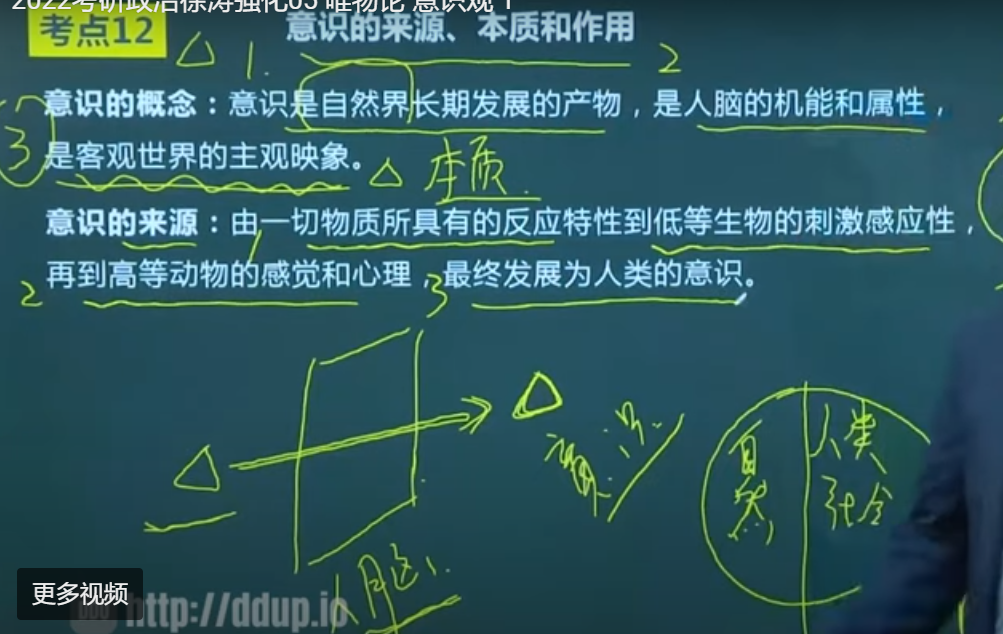 2022考研政治徐涛强化05 唯物论 意识观 1
考点12
意识的来源、本质和作用
1.
2
意识的概念：意识是自然界长期发展的产物，是人脑的机能和属性，
3
是客观世界的主观映象。
本质
意识的来源：由一切物质所具有的反应特性到低等生物的刺激感应性，
1
2
再到高等动物的感觉和心理，最终发展为人类的意识。
3
自然
人类
社会
人脑
更多视频
http://ddup.io